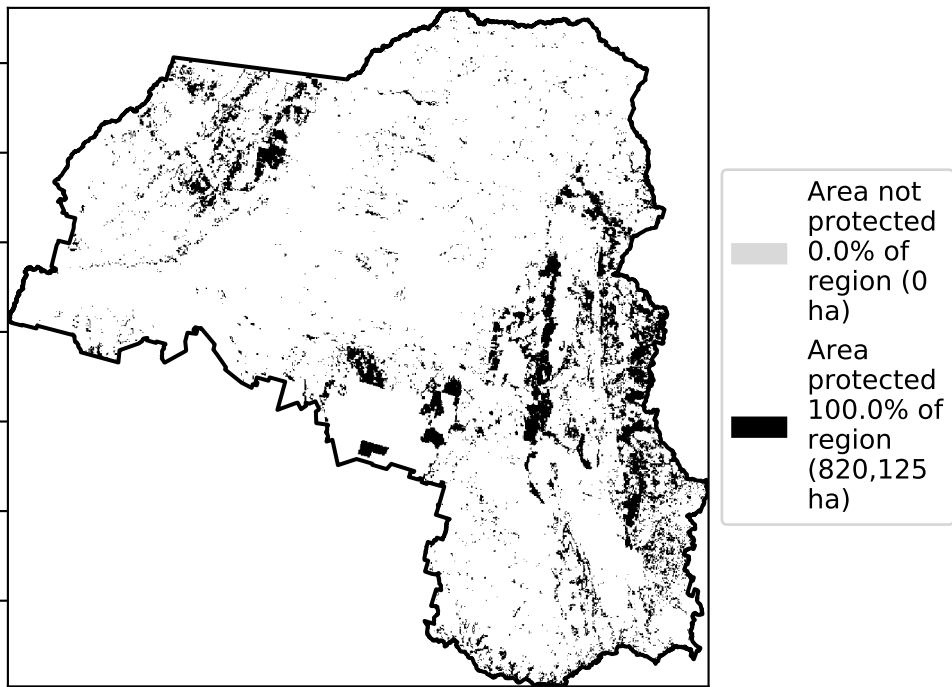 Area not
protected
0.0% of
region (0
ha)
Area
protected
100.0% of
region
(820,125
ha)